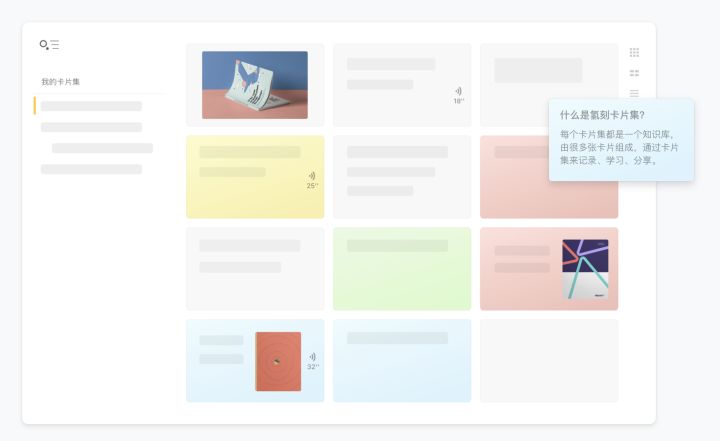 我的卡片集
18''
什么是氢刻卡片集?
每个卡片集都是一个知识库，
由很多张卡片组成，通过卡片
集来记录、学习、分享。
25''
32''